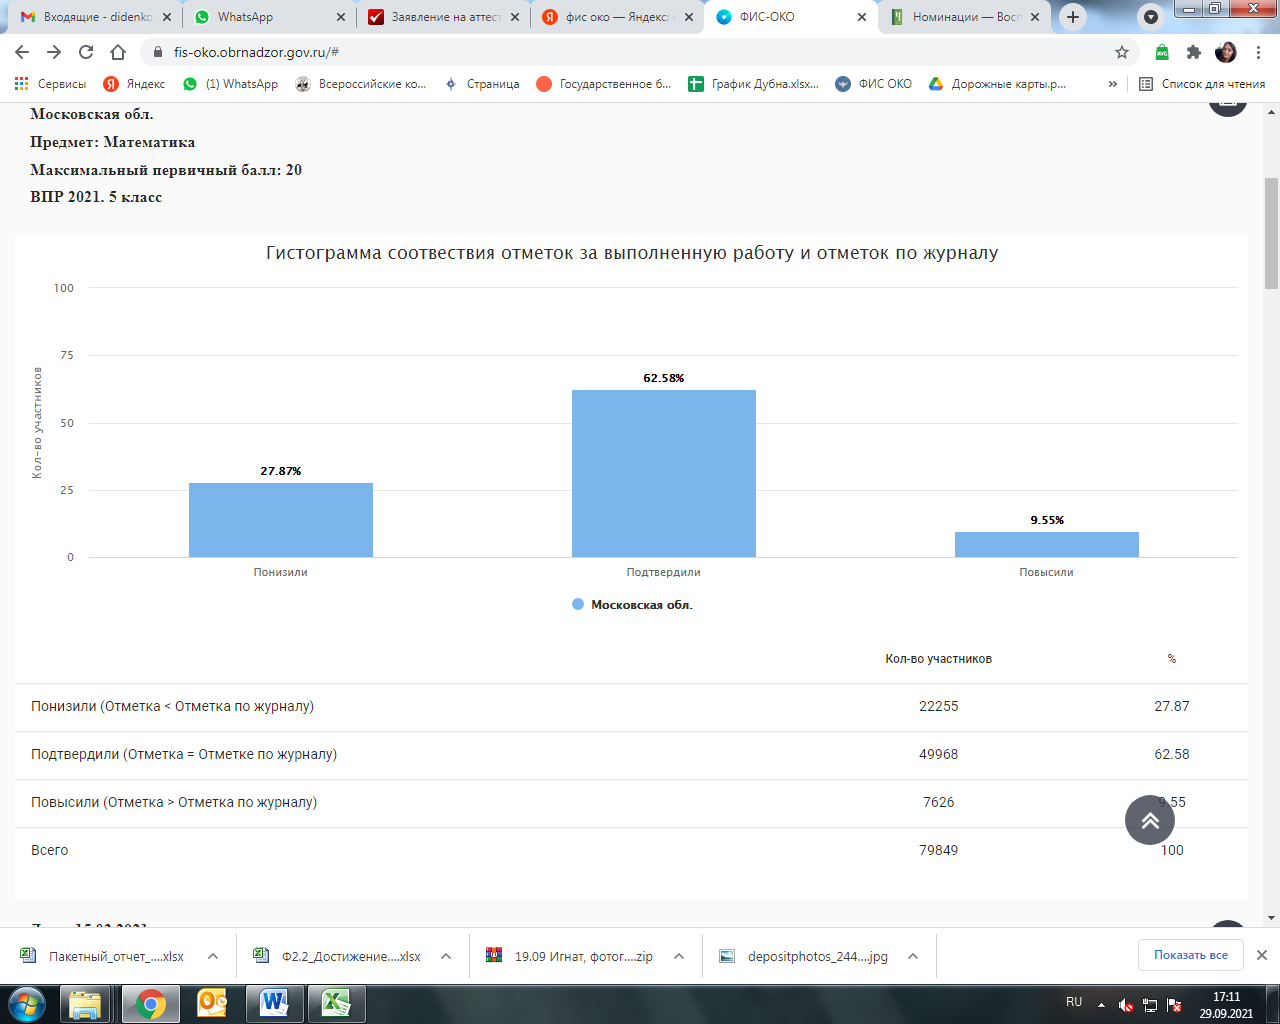 Входящие - didenko
WhatsApp
Заявление на аттест
фис око — Яндекс:
ФИС-ОКО
Номинации — Восп
fis-oko.obrnadzor.gov.ru/#
Сервисы
Яндекс
(1) WhatsApp
Всероссийские ко...
Страница
Государственное б...
График Дубна.xlsx...
ФИС ОКО
Дорожные карты.р...
»
Список для чтения
Московская обл.
Предмет: Математика
Максимальный первичный балл: 20
ВПР 2021. 5 класс
Гистограмма соотвествия отметок за выполненную работу и отметок по журналу
Кол-во участников
100
75
50
25
0
27.87%
62.58%
9.55%
Понизили
Подтвердили
Повысили
Московская обл.
Кол-во участников %
Понизили (Отметка < Отметка по журналу) 22255 27.87
Подтвердили (Отметка = Отметке по журналу) 49968 62.58
Повысили (Отметка > Отметка по журналу) 7626 9.55
Всего 79849 100
Пакетный_отчет_....xlsx
Ф2.2_Достижение....xlsx
19.09 Игнат, фотог....zip
depositphotos_244....jpg
Показать все
RU
17:11
29.09.2021